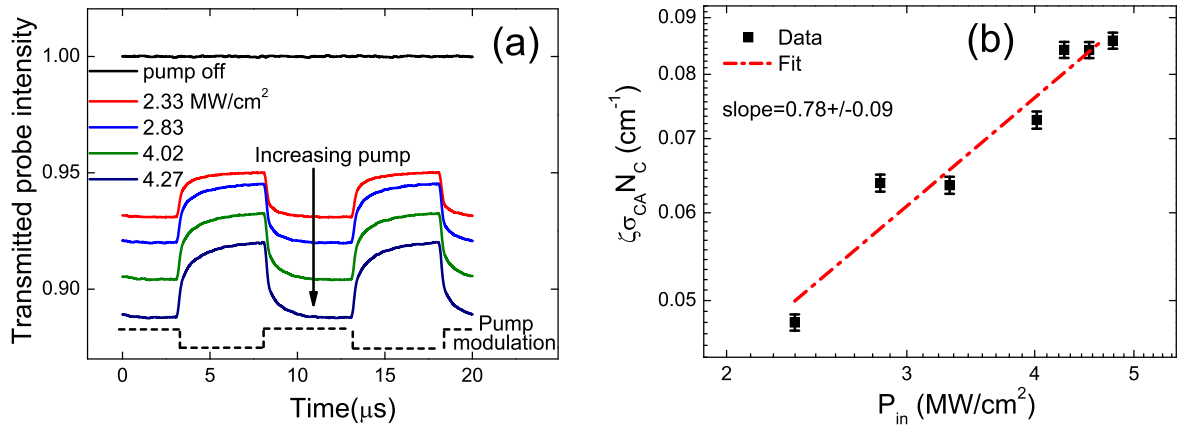 (a)
1.00
0.95
0.90
Transmitted probe intensity
pump off
2.33 MW/cm²
2.83
4.02
4.27
Increasing pump
Pump
modulation
0
5
10
15
20
Time(μs)
(b)
0.09
0.08
0.07
0.06
0.05
ζσ_CA N_C (cm⁻¹)
Data
Fit
slope=0.78+/-0.09
2
3
4
5
P_in (MW/cm²)